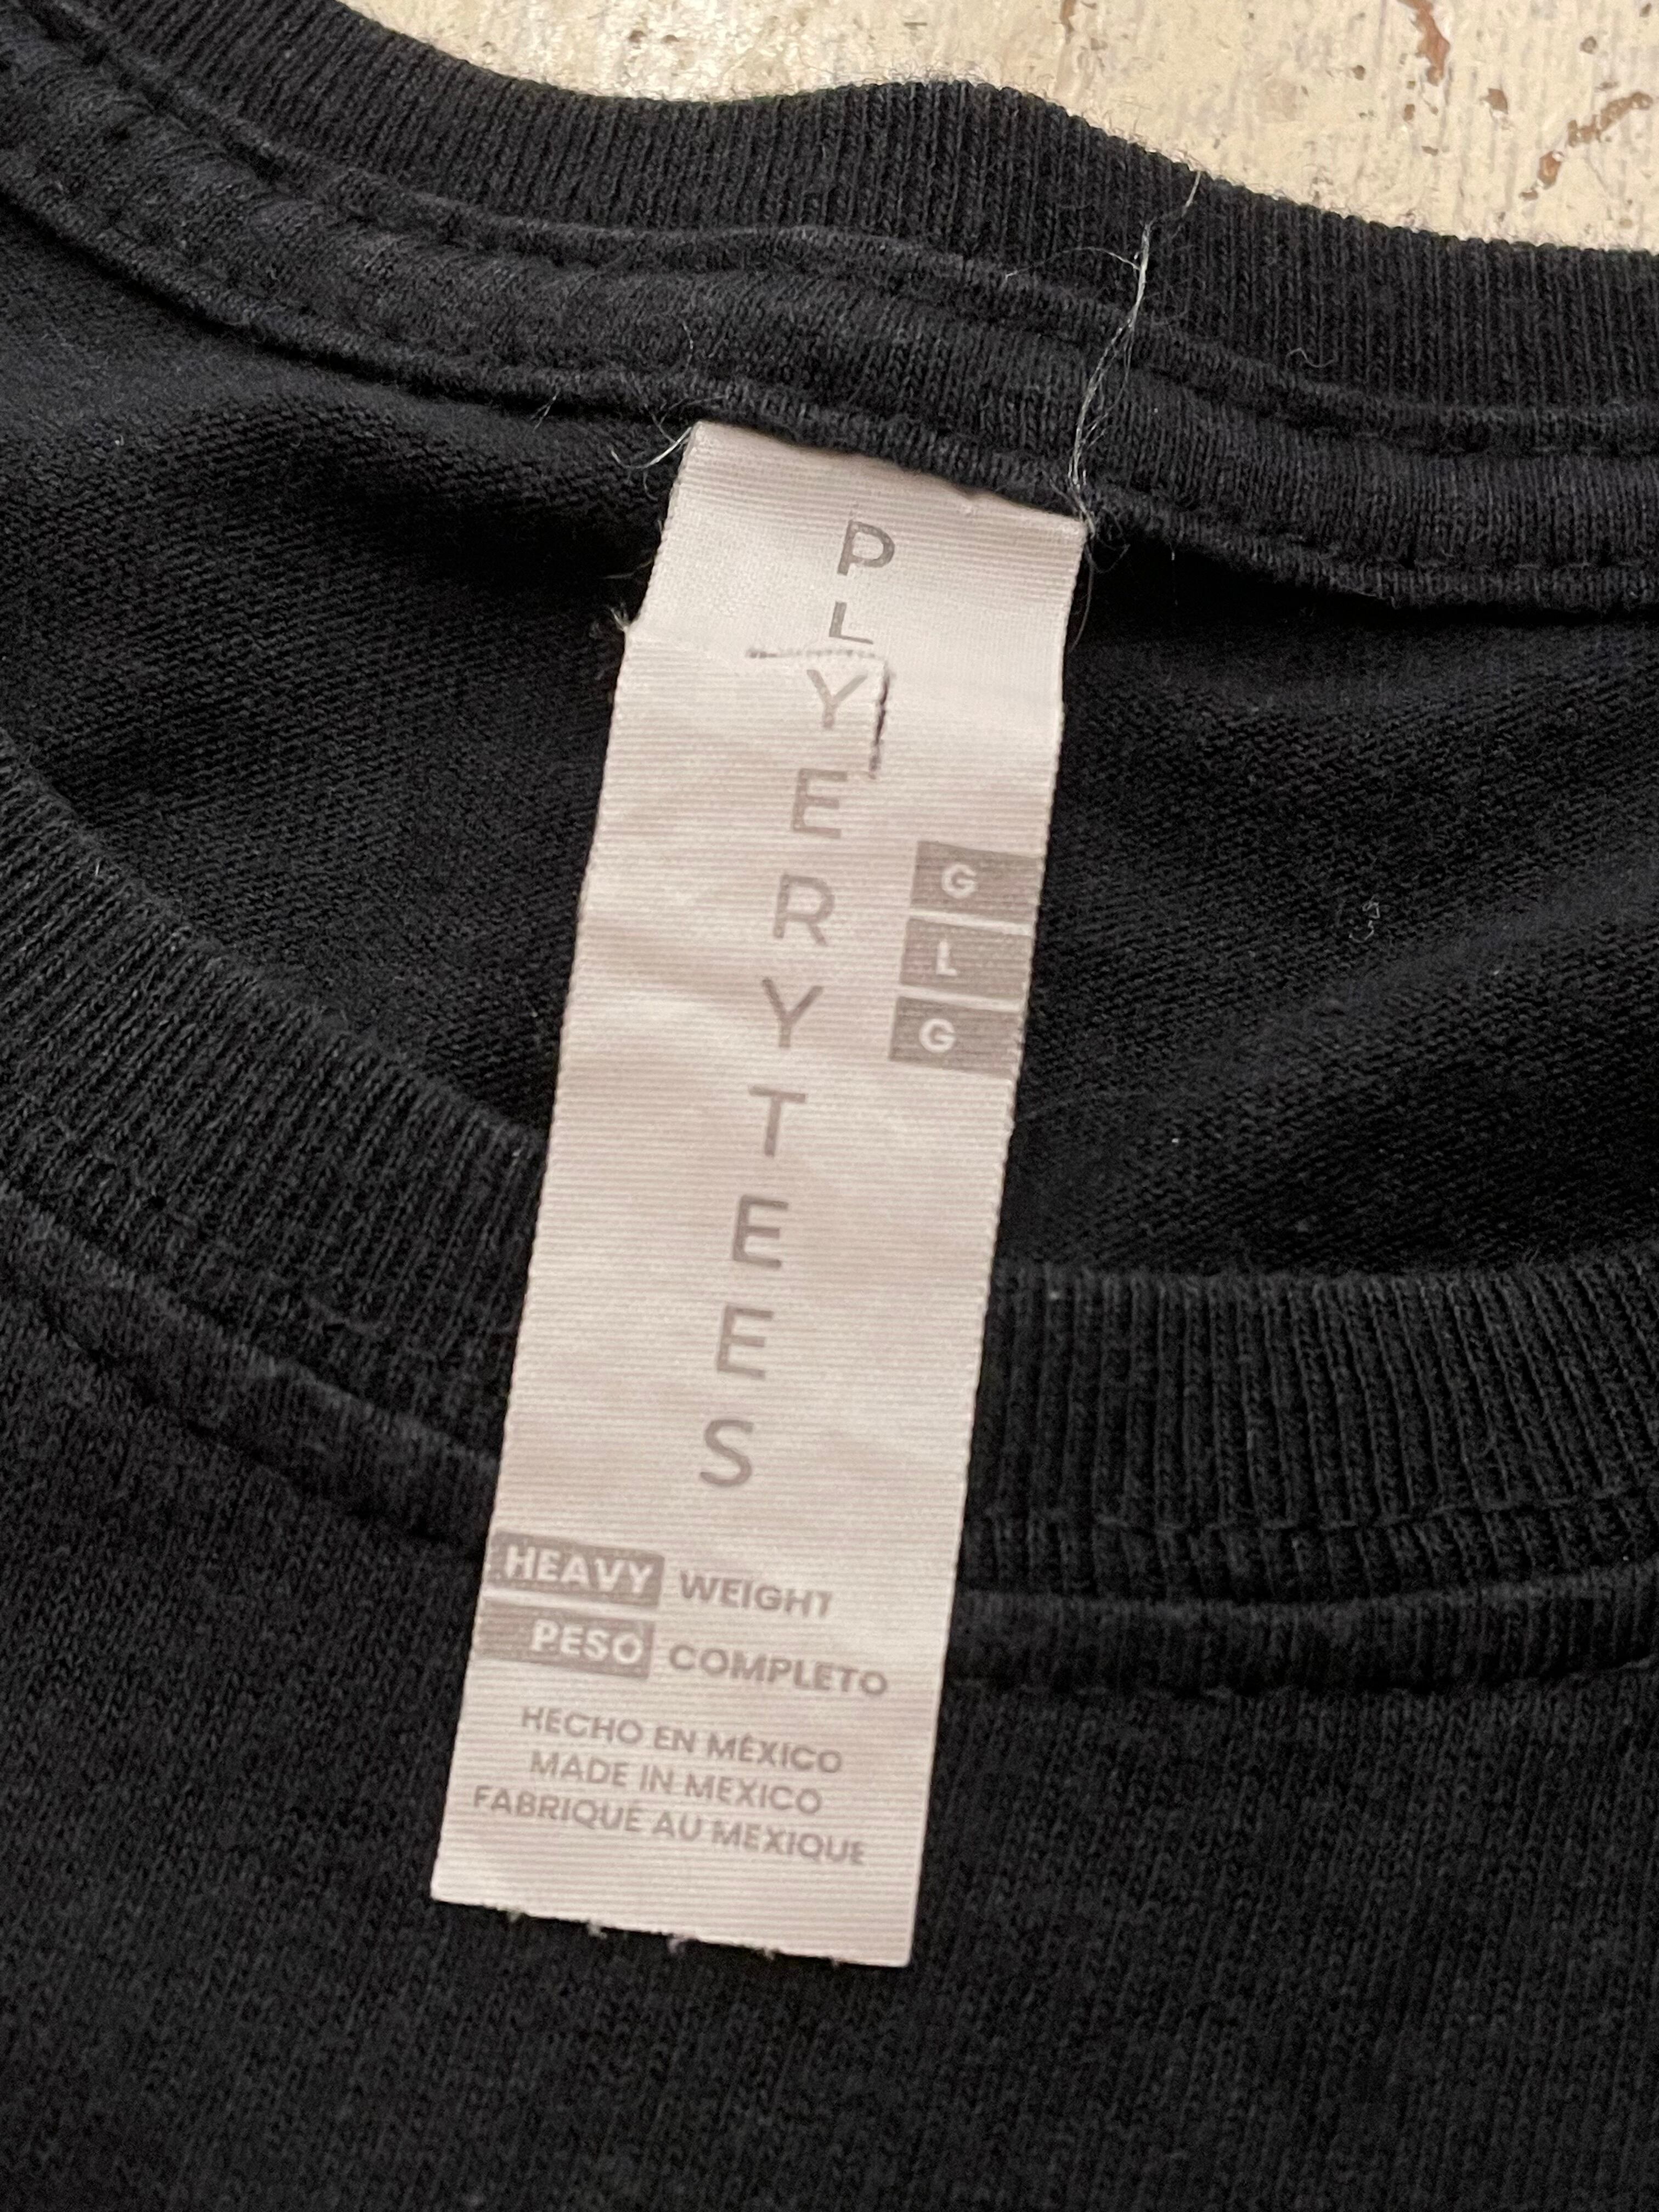 PLYERYTEES
G
L
G
HEAVY WEIGHT
PESO COMPLETO
HECHO EN MÉXICO
MADE IN MEXICO
FABRIQUÉ AU MEXIQUE